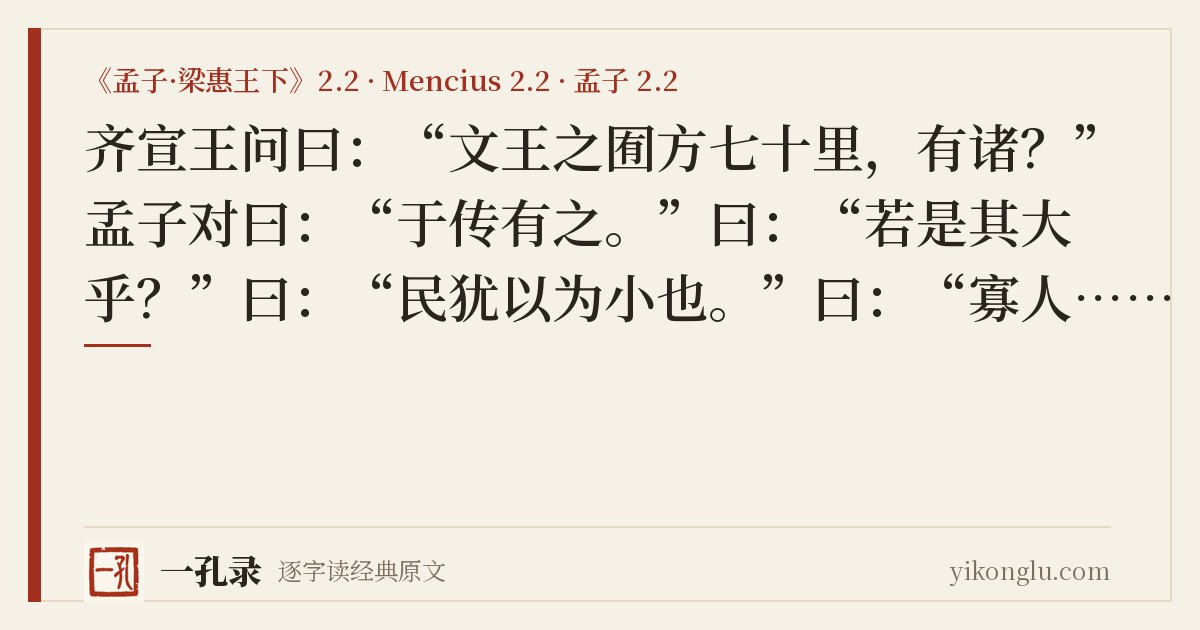 《孟子·梁惠王下》2.2 · Mencius 2.2 · 孟子 2.2
齐宣王问曰：“文王之囿方七十里，有诸？”
孟子对曰：“于传有之。”曰：“若是其大
乎？”曰：“民犹以为小也。”曰：“寡人……
一孔
一孔录 逐字读经典原文
yikonglu.com